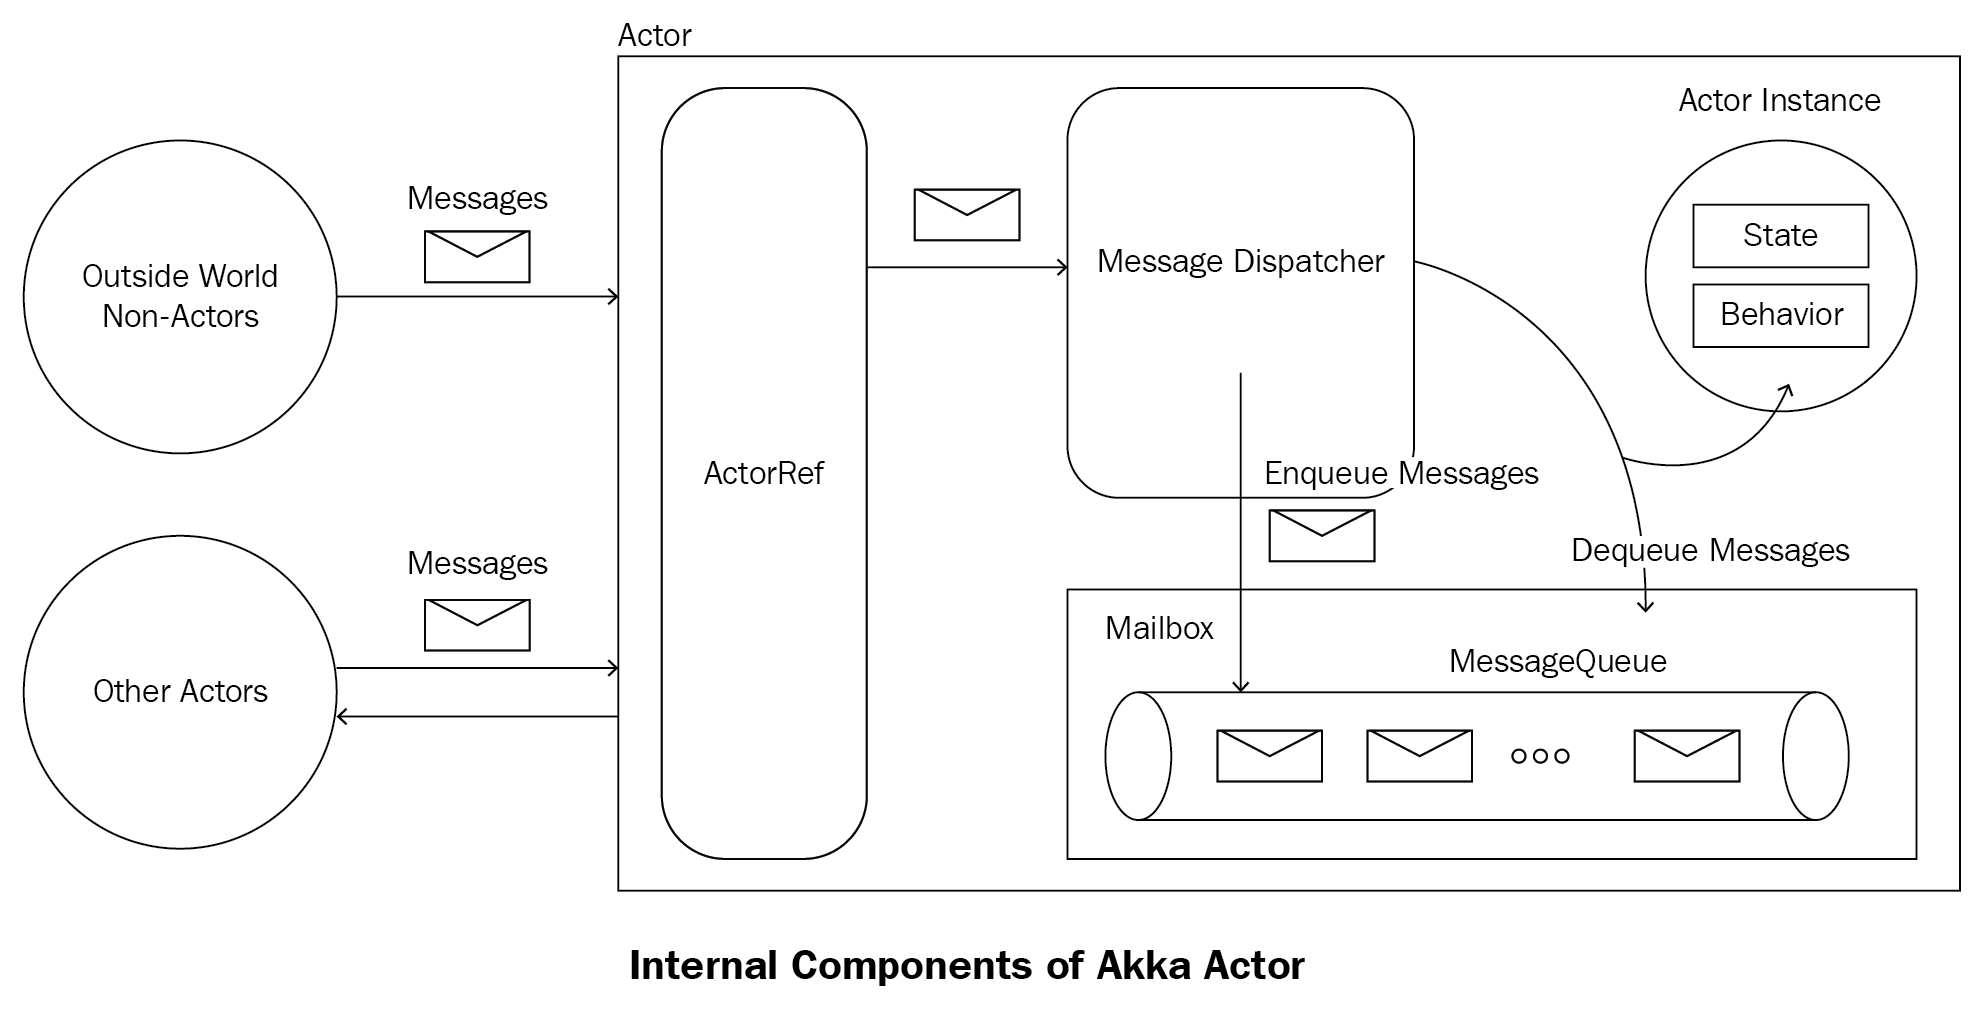 Actor
Actor Instance
Messages
State
Message Dispatcher
Outside World
Non-Actors
Behavior
ActorRef
Enqueue Messages
Dequeue Messages
Messages
Mailbox
MessageQueue
Other Actors
Internal Components of Akka Actor